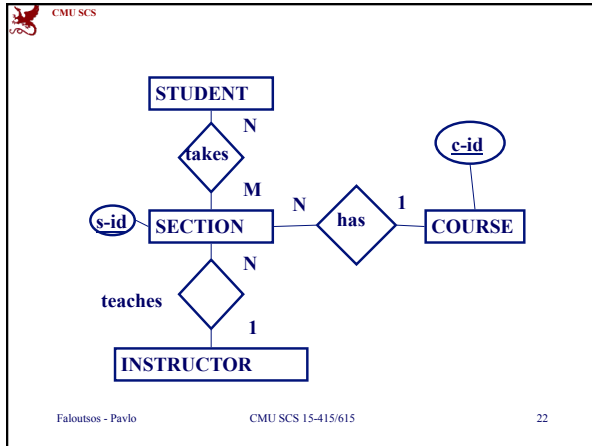 CMU SCS
STUDENT
N
takes
c-id
M
s-id
SECTION
N
has
1
COURSE
N
teaches
1
INSTRUCTOR
Faloutsos - Pavlo
CMU SCS 15-415/615
22